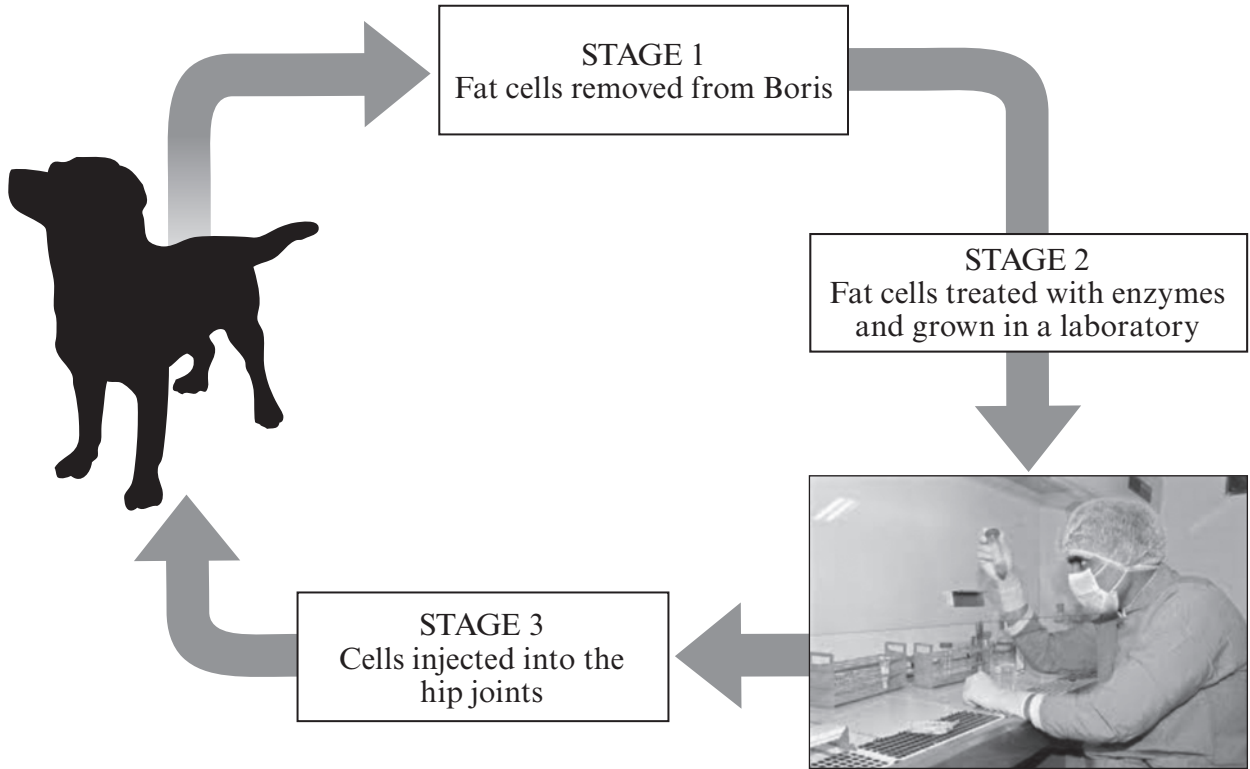 STAGE 1
Fat cells removed from Boris
STAGE 2
Fat cells treated with enzymes
and grown in a laboratory
STAGE 3
Cells injected into the
hip joints